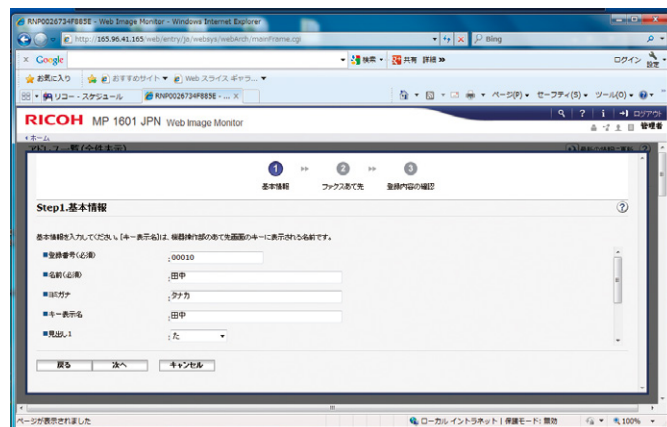 RNP0026734F885E - Web Image Monitor - Windows Internet Explorer
http://165.96.41.165/web/entry/ja/websys/webArch/mainFrame.cgi
Bing
Google
検索
共有
詳細 »
ログイン
設定
お気に入り
おすすめサイト
Web スライス ギャラ...
リコー - スケジュール
RNP0026734F885E - ...
ページ(P)
セーフティ(S)
ツール(O)
RICOH MP 1601 JPN Web Image Monitor
ログアウト
ホーム
管理者
1
2
3
基本情報
ファクスあて先
登録内容の確認
Step1.基本情報
基本情報を入力してください。[キー表示名]は、機器操作部のあて先画面のキーに表示される名前です。
■登録番号(必須) :00010
■名前(必須) :田中
■ヨミガナ :タナカ
■キー表示名 :田中
■見出し1 :た
戻る 次へ キャンセル
ページが表示されました
ローカル イントラネット | 保護モード: 無効
100%